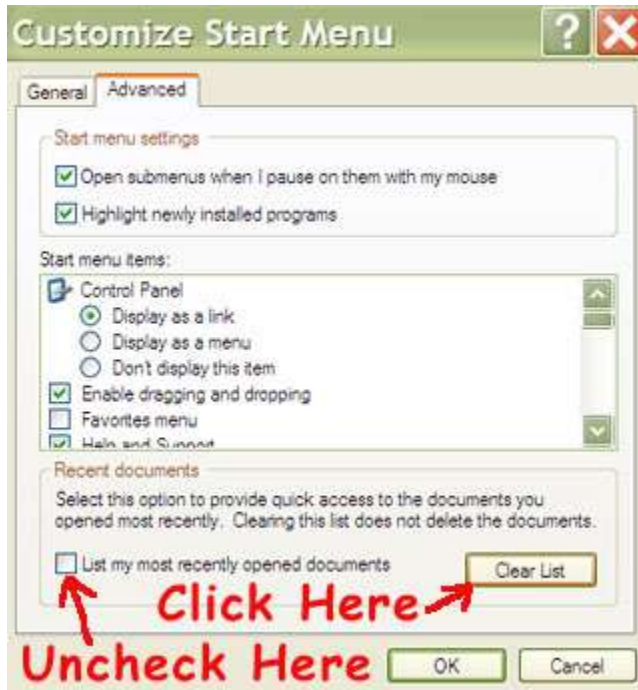 Customize Start Menu
General Advanced
Start menu settings
Open submenus when I pause on them with my mouse
Highlight newly installed programs
Start menu items:
Control Panel
Display as a link
Display as a menu
Don't display this item
Enable dragging and dropping
Favorites menu
Help and Support
Recent documents
Select this option to provide quick access to the documents you
opened most recently. Clearing this list does not delete the documents.
List my most recently opened documents Clear List
Click Here
Uncheck Here OK Cancel